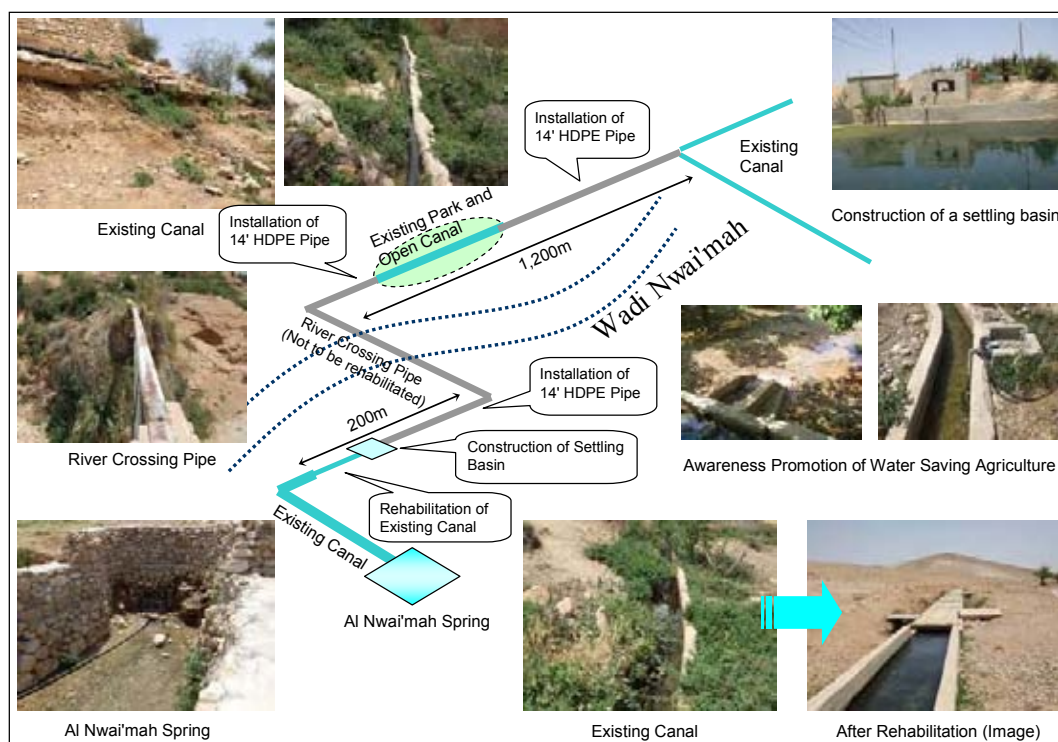 Installation of
14' HDPE Pipe
Existing
Canal
Existing Canal
Construction of a settling basin
Installation of
14' HDPE Pipe
Existing Park and
Open Canal
1,200m
Wadi Nwai'mah
River Crossing Pipe
(Not to be rehabilitated)
Installation of
14' HDPE Pipe
200m
River Crossing Pipe
Construction of Settling
Basin
Awareness Promotion of Water Saving Agriculture
Rehabilitation of
Existing Canal
Existing Canal
Al Nwai'mah Spring
Al Nwai'mah Spring
Existing Canal
After Rehabilitation (Image)